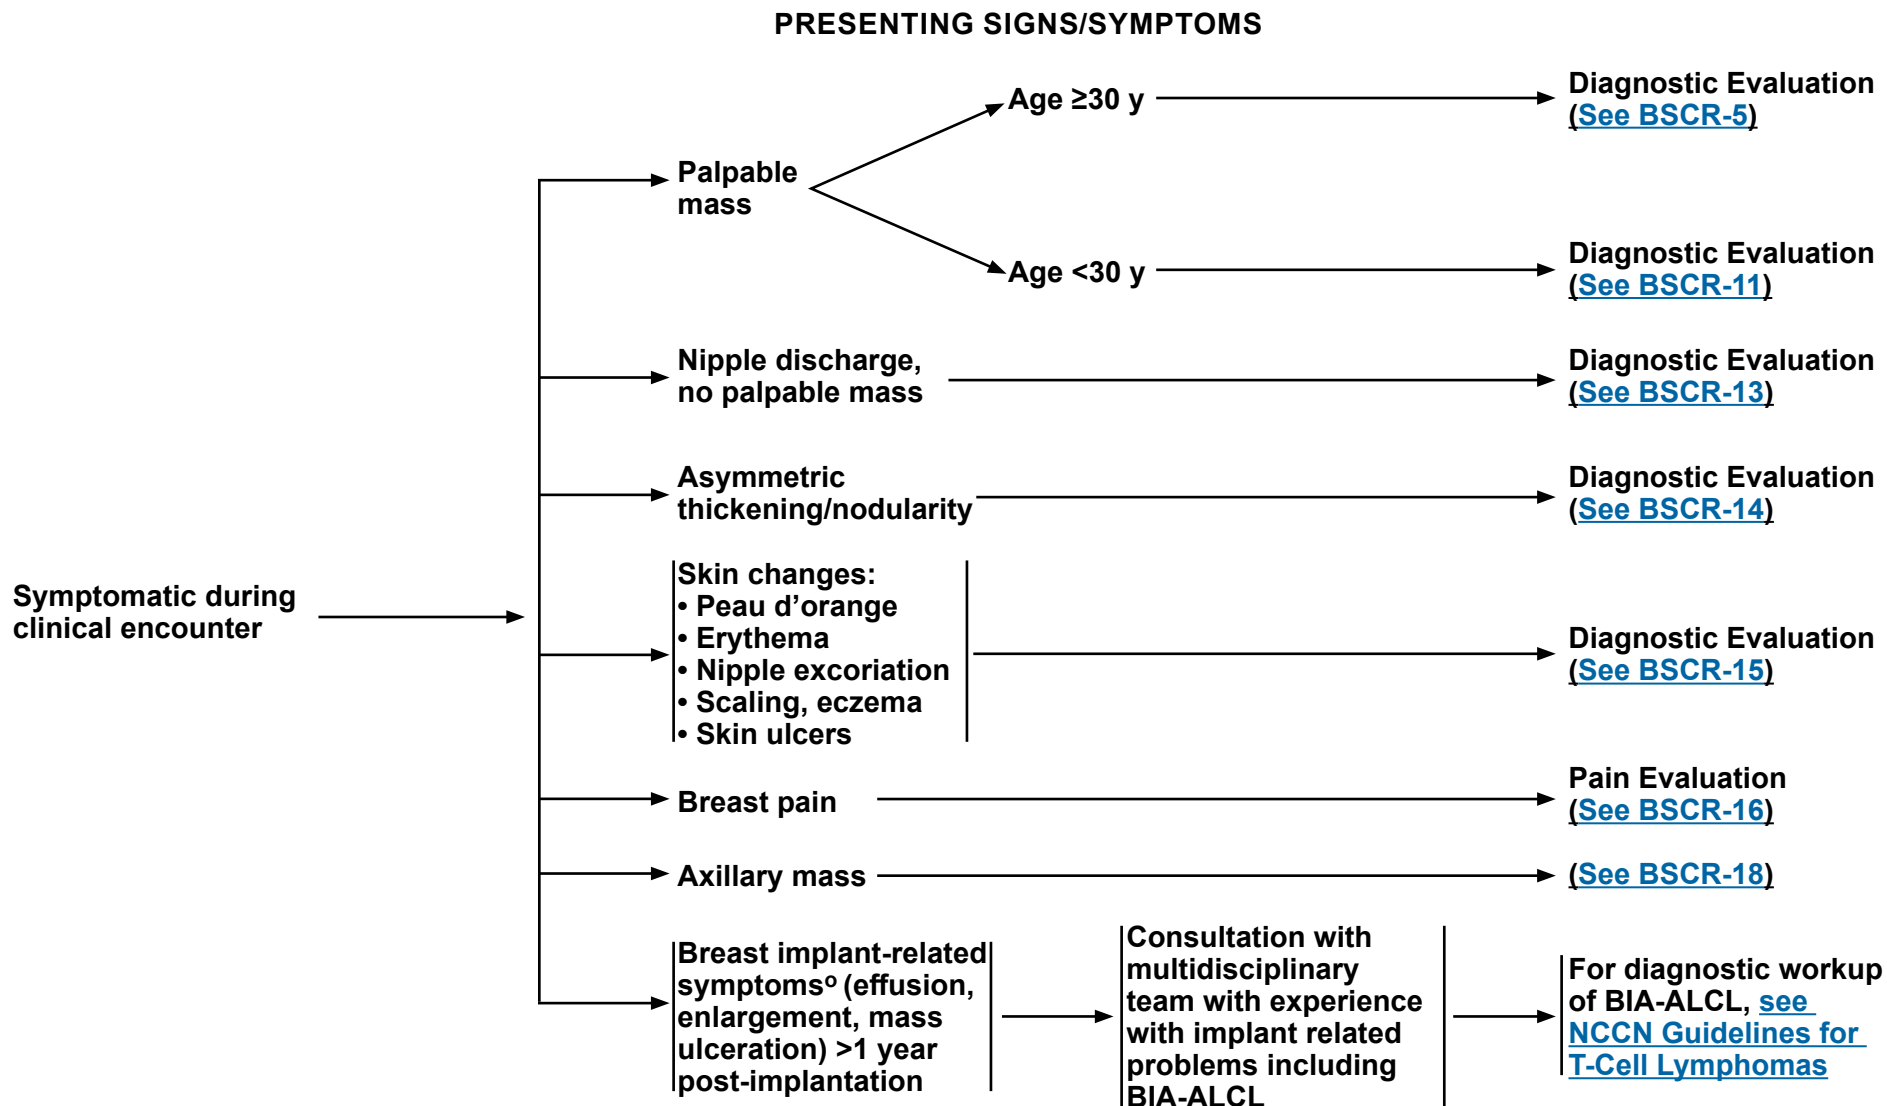 PRESENTING SIGNS/SYMPTOMS
Symptomatic during
clinical encounter
Palpable
mass
Age ≥30 y
Diagnostic Evaluation
(See BSCR-5)
Age <30 y
Diagnostic Evaluation
(See BSCR-11)
Nipple discharge,
no palpable mass
Diagnostic Evaluation
(See BSCR-13)
Asymmetric
thickening/nodularity
Diagnostic Evaluation
(See BSCR-14)
Skin changes:
• Peau d’orange
• Erythema
• Nipple excoriation
• Scaling, eczema
• Skin ulcers
Diagnostic Evaluation
(See BSCR-15)
Breast pain
Pain Evaluation
(See BSCR-16)
Axillary mass
(See BSCR-18)
Breast implant-related
symptomsᵒ (effusion,
enlargement, mass
ulceration) >1 year
post-implantation
Consultation with
multidisciplinary
team with experience
with implant related
problems including
BIA-ALCL
For diagnostic workup
of BIA-ALCL, see
NCCN Guidelines for
T-Cell Lymphomas